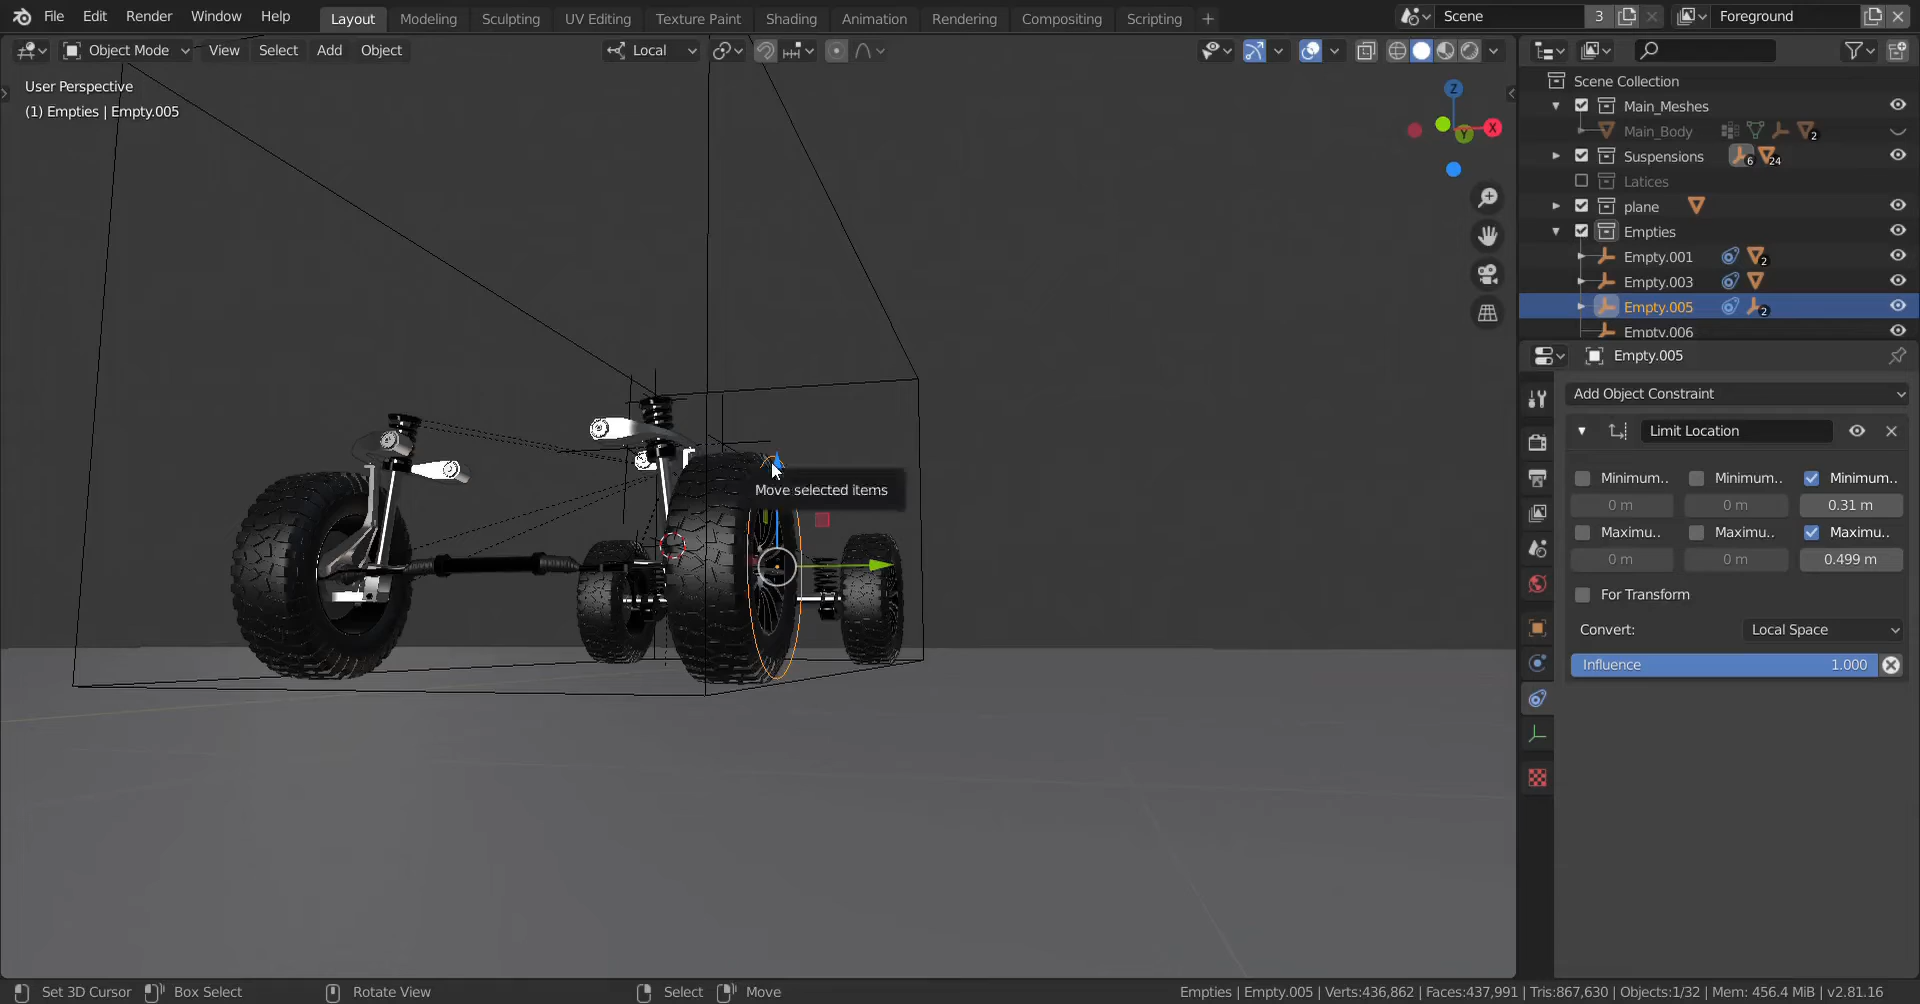 File Edit Render Window Help Layout Modeling Sculpting UV Editing Texture Paint Shading Animation Rendering Compositing Scripting + Scene 3 Foreground
Object Mode View Select Add Object Local
User Perspective
(1) Empties | Empty.005
Z
X
Y
Move selected items
Scene Collection
Main_Meshes
Main_Body 2
Suspensions 6 24
Latices
plane
Empties
Empty.001 2
Empty.003
Empty.005 2
Empty.006
Empty.005
Add Object Constraint
Limit Location
Minimum.. Minimum.. Minimum..
0 m 0 m 0.31 m
Maximu.. Maximu.. Maximu..
0 m 0 m 0.499 m
For Transform
Convert: Local Space
Influence 1.000
Set 3D Cursor Box Select Rotate View Select Move Empties | Empty.005 | Verts:436,862 | Faces:437,991 | Tris:867,630 | Objects:1/32 | Mem: 456.4 MiB | v2.81.16